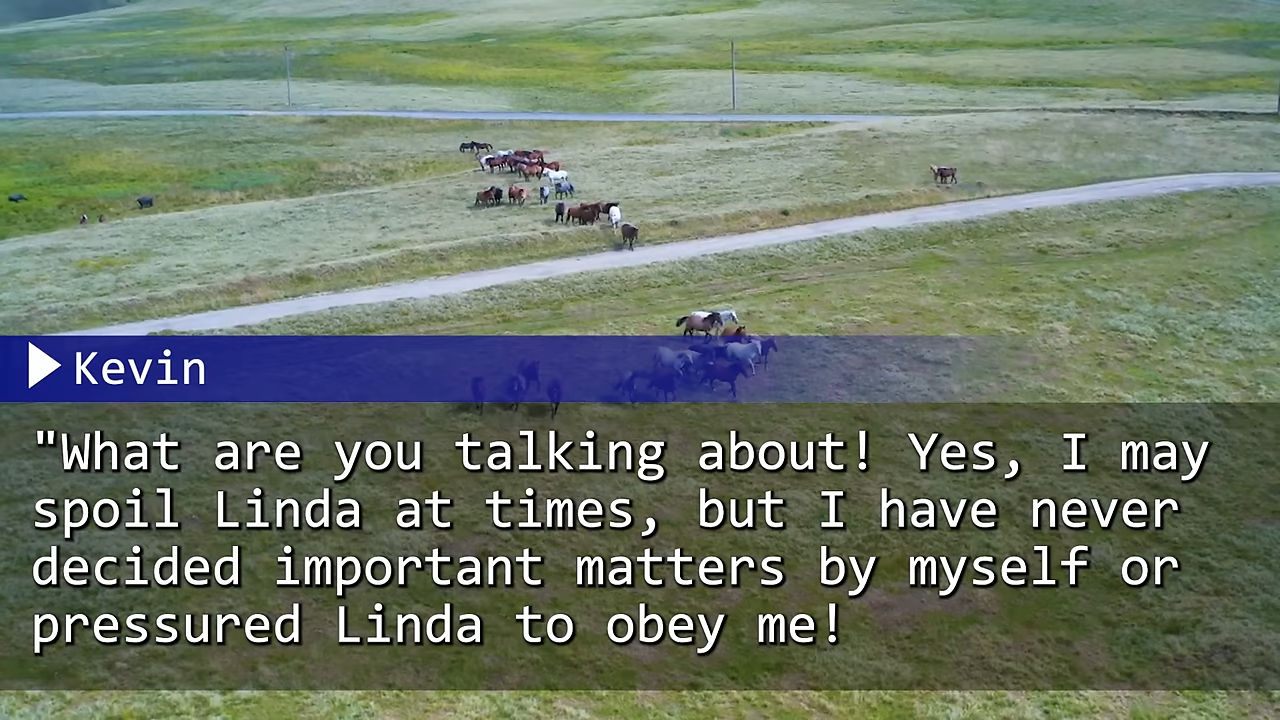 Kevin
"What are you talking about! Yes, I may
spoil Linda at times, but I have never
decided important matters by myself or
pressured Linda to obey me!